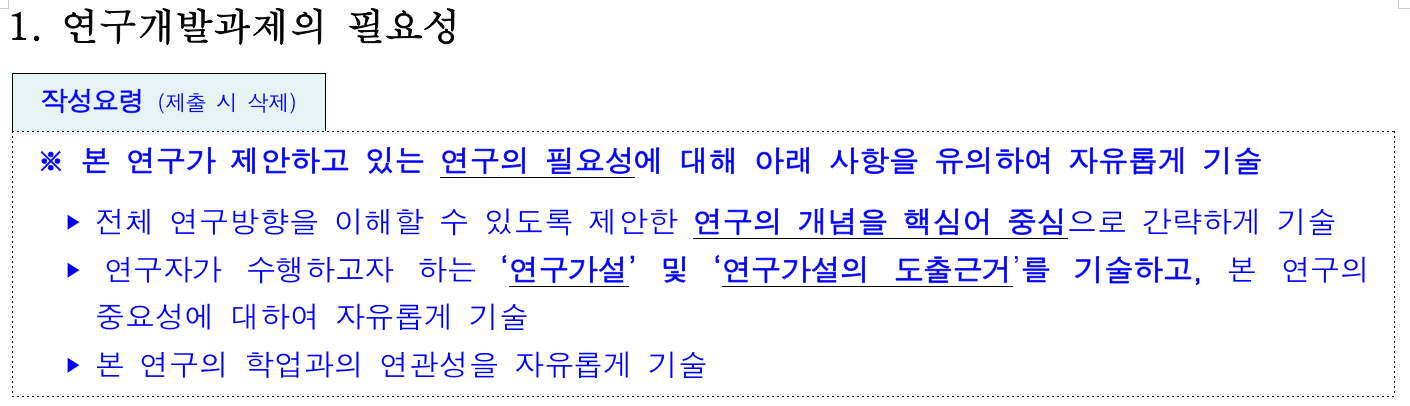 1. 연구개발과제의 필요성
작성요령 (제출 시 삭제)
※ 본 연구가 제안하고 있는 연구의 필요성에 대해 아래 사항을 유의하여 자유롭게 기술
▶ 전체 연구방향을 이해할 수 있도록 제안한 연구의 개념을 핵심어 중심으로 간략하게 기술
▶ 연구자가 수행하고자 하는 ‘연구가설’ 및 ‘연구가설의 도출근거’를 기술하고, 본 연구의
중요성에 대하여 자유롭게 기술
▶ 본 연구의 학업과의 연관성을 자유롭게 기술